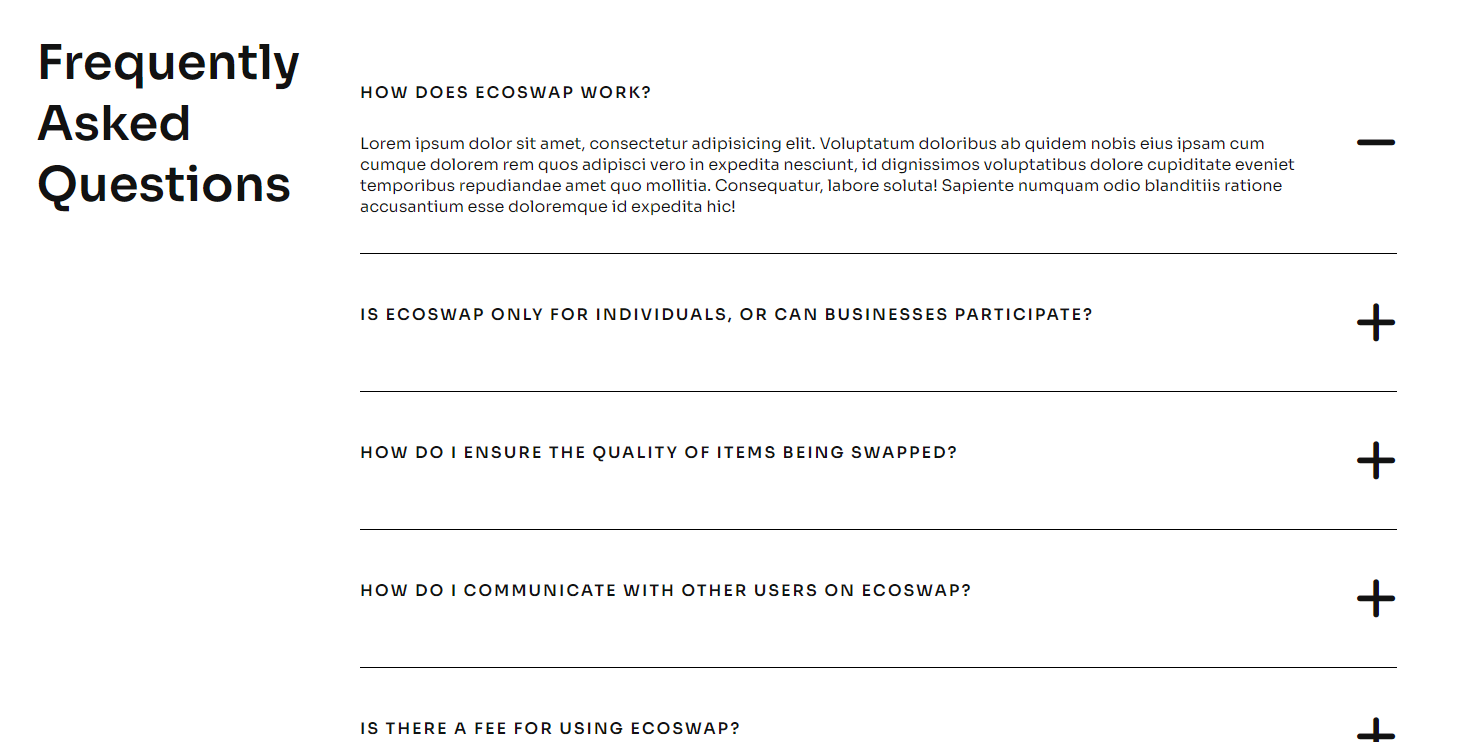 Frequently
Asked
Questions
HOW DOES ECOSWAP WORK?
Lorem ipsum dolor sit amet, consectetur adipisicing elit. Voluptatum doloribus ab quidem nobis eius ipsam cum
cumque dolorem rem quos adipisci vero in expedita nesciunt, id dignissimos voluptatibus dolore cupiditate eveniet
temporibus repudiandae amet quo mollitia. Consequatur, labore soluta! Sapiente numquam odio blanditiis ratione
accusantium esse doloremque id expedita hic!
IS ECOSWAP ONLY FOR INDIVIDUALS, OR CAN BUSINESSES PARTICIPATE?
HOW DO I ENSURE THE QUALITY OF ITEMS BEING SWAPPED?
HOW DO I COMMUNICATE WITH OTHER USERS ON ECOSWAP?
IS THERE A FEE FOR USING ECOSWAP?